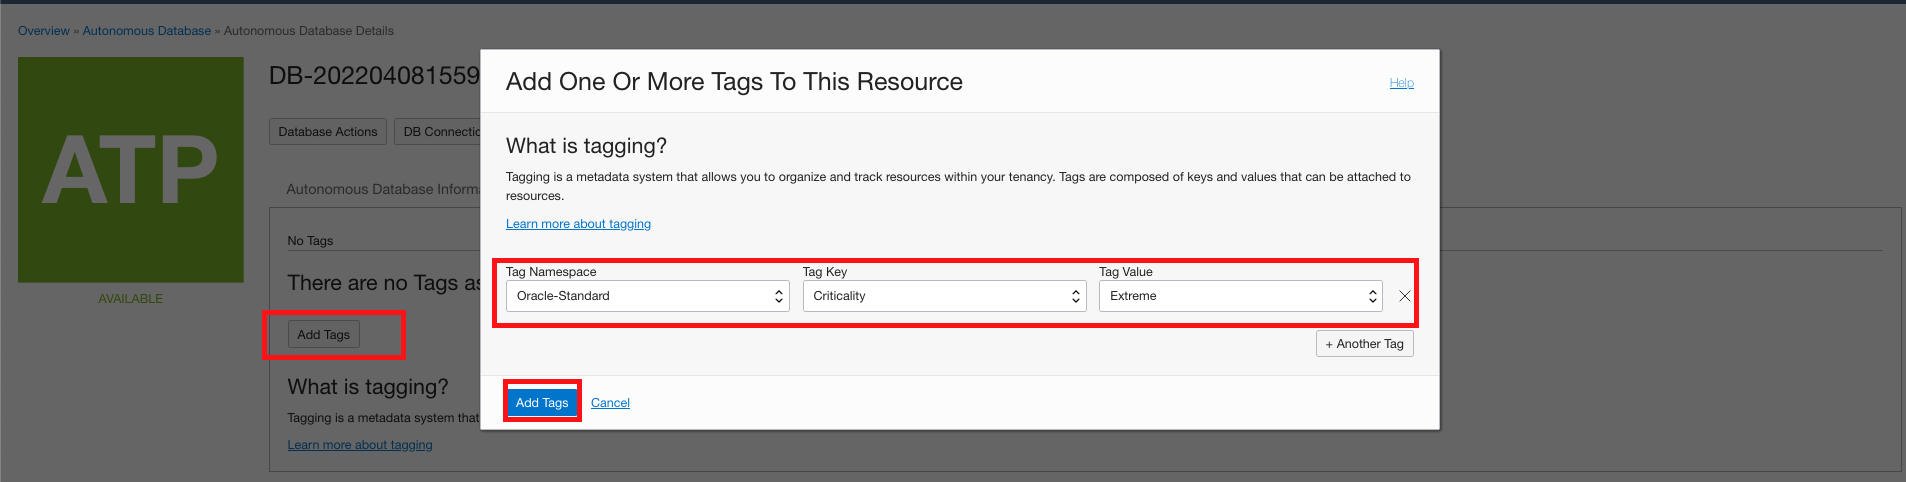 Overview » Autonomous Database » Autonomous Database Details
ATP
AVAILABLE
DB-202204081559
Database Actions
DB Connectic
Autonomous Database Inform
No Tags
There are no Tags as
Add Tags
What is tagging?
Tagging is a metadata system that
Learn more about tagging
Add One Or More Tags To This Resource
Help
What is tagging?
Tagging is a metadata system that allows you to organize and track resources within your tenancy. Tags are composed of keys and values that can be attached to
resources.
Learn more about tagging
Tag Namespace Tag Key Tag Value
Oracle-Standard Criticality Extreme
+ Another Tag
Add Tags Cancel